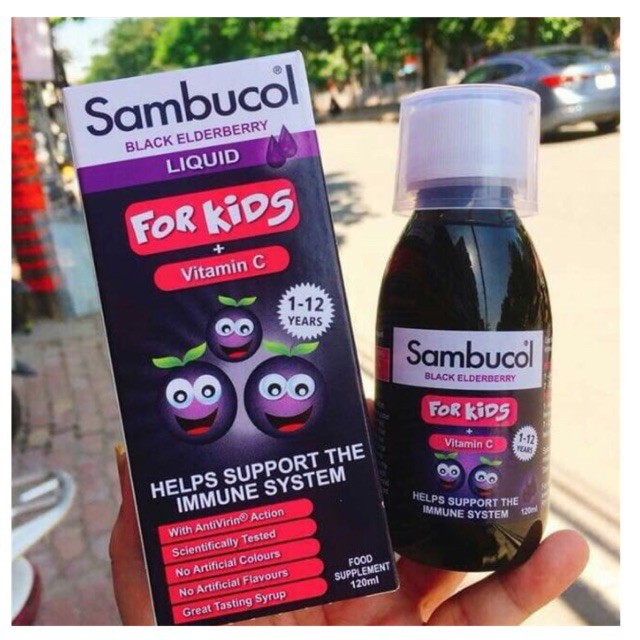 Sambucol®
BLACK ELDERBERRY
LIQUID
FOR KiDS
+
Vitamin C
1-12
YEARS
HELPS SUPPORT THE
IMMUNE SYSTEM
With AntiVirin® Action
Scientifically Tested
No Artificial Colours
No Artificial Flavours
Great Tasting Syrup
FOOD
SUPPLEMENT
120ml
Sambucol
BLACK ELDERBERRY
FOR KiDS
+
Vitamin C
1-12
YEARS
HELPS SUPPORT THE
IMMUNE SYSTEM
120ml